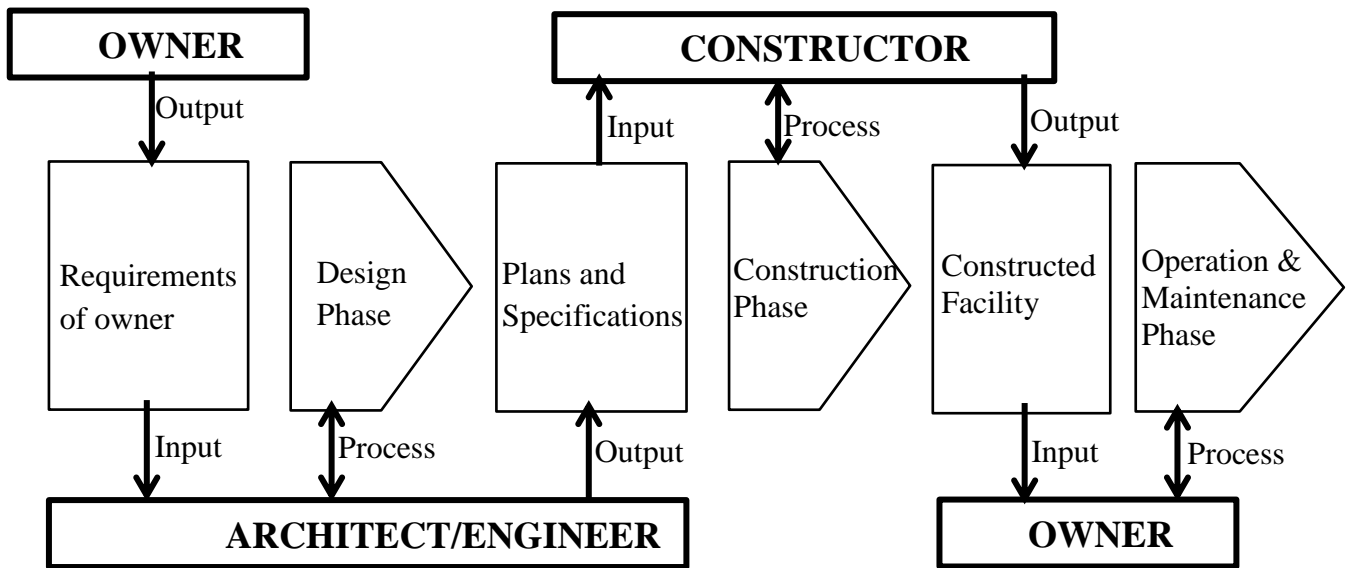 OWNER
CONSTRUCTOR
Output
Input
Process
Output
Requirements
of owner
Design
Phase
Plans and
Specifications
Construction
Phase
Constructed
Facility
Operation &
Maintenance
Phase
Input
Process
Output
Input
Process
ARCHITECT/ENGINEER
OWNER